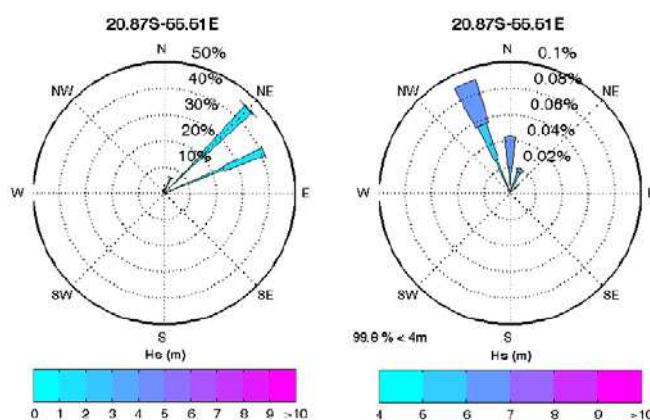 20.87S-55.51E
N
50%
40%
30%
20%
10%
NW
NE
W
E
SW
SE
S
Hs (m)
0 1 2 3 4 5 6 7 8 9 >10
20.87S-55.51E
N
0.1%
0.08%
0.06%
0.04%
0.02%
NW
NE
W
SW
SE
S
99.8 % < 4m
Hs (m)
4 5 6 7 8 9 >10